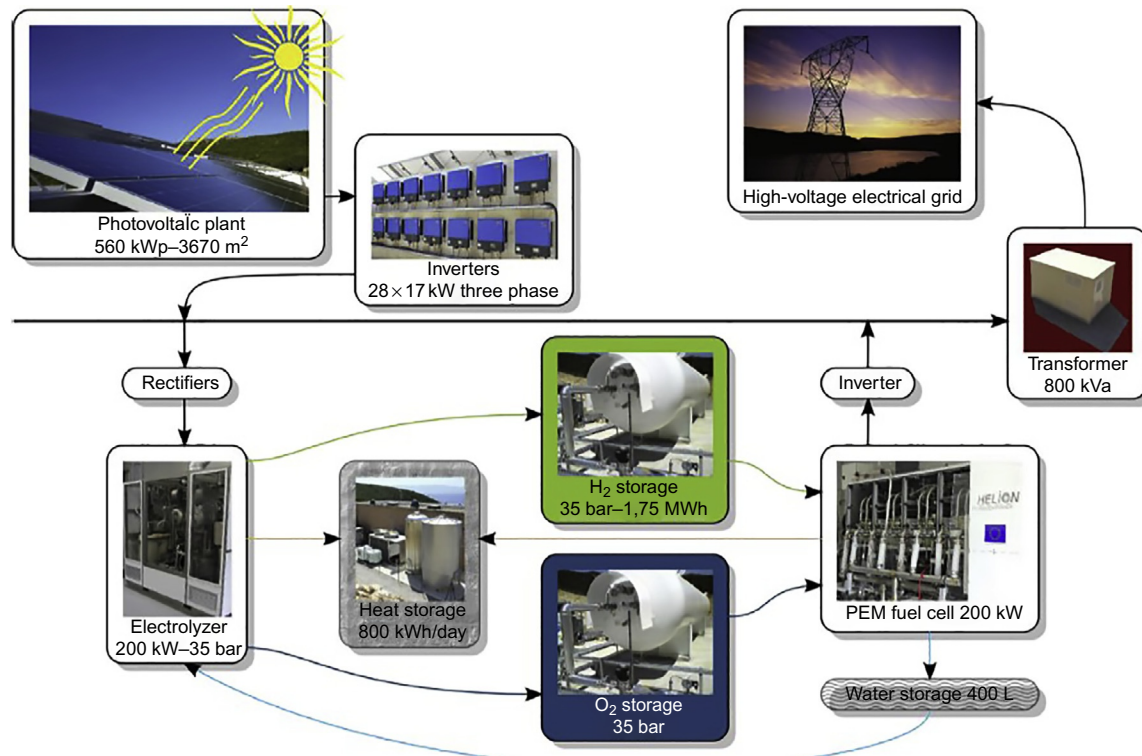 Photovoltaïc plant
560 kWp–3670 m²
Inverters
28×17 kW three phase
High-voltage electrical grid
Transformer
800 kVa
Rectifiers
Inverter
H₂ storage
35 bar–1,75 MWh
HELION
Electrolyzer
200 kW–35 bar
Heat storage
800 kWh/day
PEM fuel cell 200 kW
O₂ storage
35 bar
Water storage 400 L